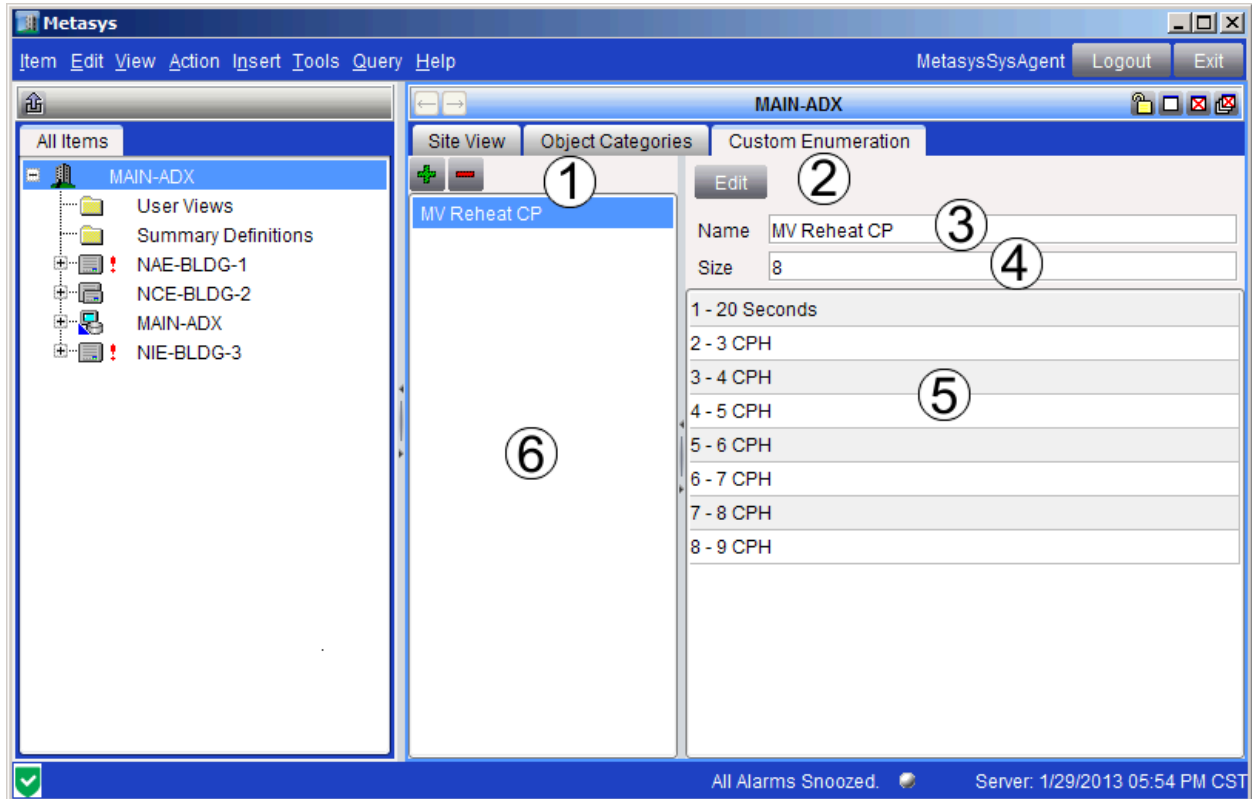 Metasys
Item Edit View Action Insert Tools Query Help MetasysSysAgent Logout Exit
MAIN-ADX
All Items
Site View Object Categories Custom Enumeration
MAIN-ADX
User Views
Summary Definitions
NAE-BLDG-1
NCE-BLDG-2
MAIN-ADX
NIE-BLDG-3
1
MV Reheat CP
6
Edit 2
Name MV Reheat CP 3
Size 8 4
1 - 20 Seconds
2 - 3 CPH
3 - 4 CPH
4 - 5 CPH
5 - 6 CPH
6 - 7 CPH
7 - 8 CPH
8 - 9 CPH
5
All Alarms Snoozed. Server: 1/29/2013 05:54 PM CST